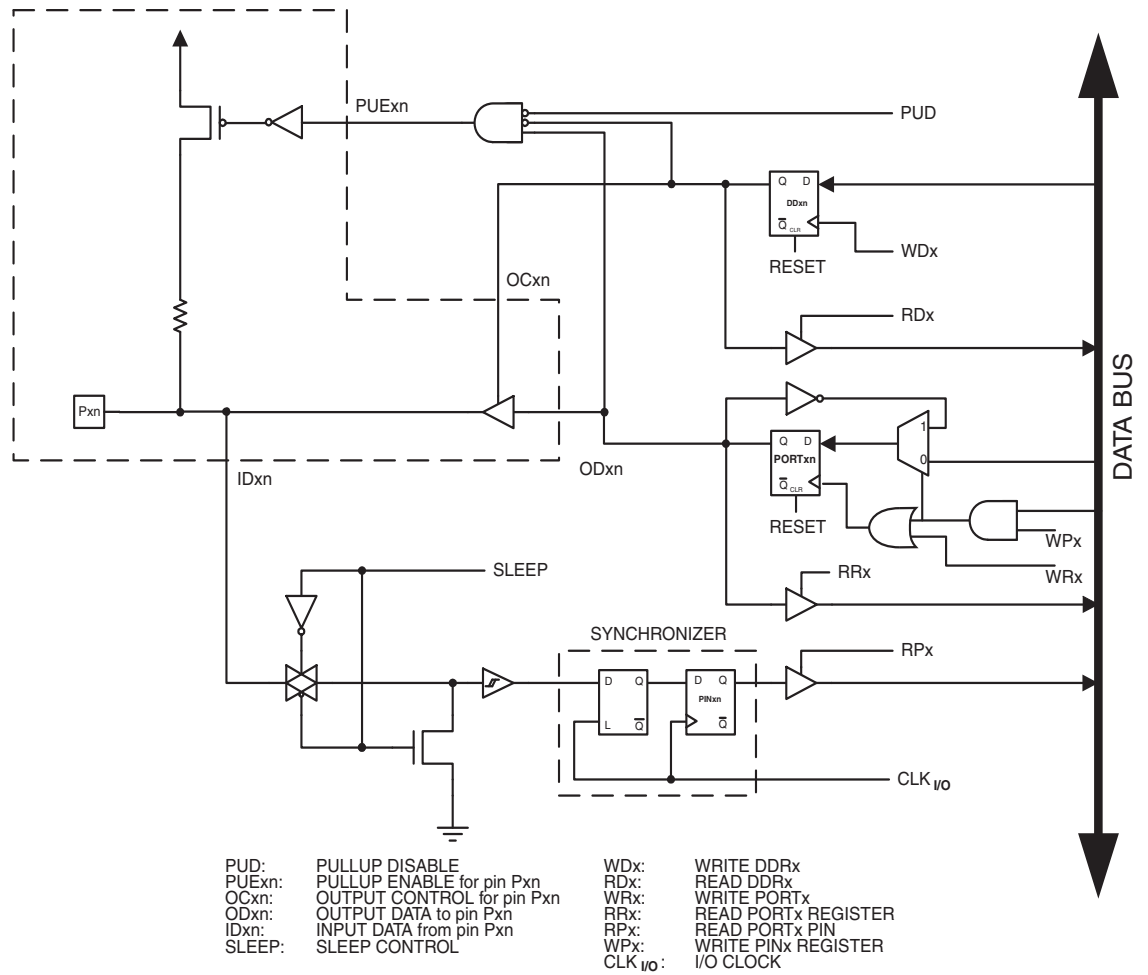 PUExn
PUD
Q D
DDxn
Q CLR
WDx
RESET
OCxn
RDx
Pxn
1
Q D
PORTxn
0
ODxn
IDxn
Q CLR
RESET
WPx
WRx
SLEEP
RRx
SYNCHRONIZER
RPx
D Q
D Q
PINxn
L Q
Q
CLK I/O
DATA BUS
PUD: PULLUP DISABLE
PUExn: PULLUP ENABLE for pin Pxn
OCxn: OUTPUT CONTROL for pin Pxn
ODxn: OUTPUT DATA to pin Pxn
IDxn: INPUT DATA from pin Pxn
SLEEP: SLEEP CONTROL
WDx: WRITE DDRx
RDx: READ DDRx
WRx: WRITE PORTx
RRx: READ PORTx REGISTER
RPx: READ PORTx PIN
WPx: WRITE PINx REGISTER
CLK I/O: I/O CLOCK